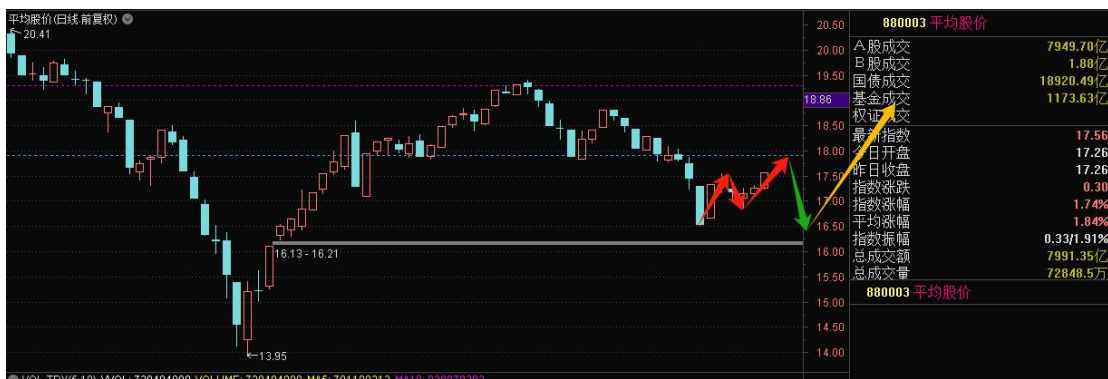 平均股价(日线.前复权)
20.41
20.50
20.00
19.50
18.86
18.50
18.00
17.50
17.00
16.50
16.00
15.50
15.00
14.50
14.00
16.13 - 16.21
13.95
880003 平均股价
A股成交 7949.70亿
B股成交 1.88亿
国债成交 18920.49亿
基金成交 1173.63亿
权证成交
最新指数 17.56
今日开盘 17.26
昨日收盘 17.26
指数涨跌 0.30
指数涨幅 1.74%
平均涨幅 1.84%
指数振幅 0.33/1.91%
总成交额 7991.35亿
总成交量 72848.5万
880003 平均股价